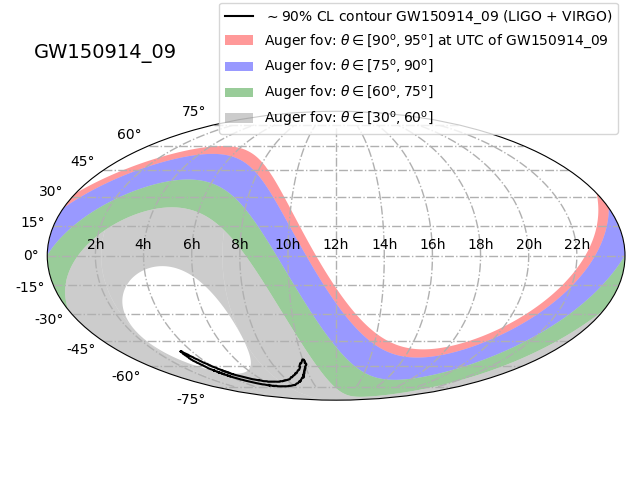 ~ 90% CL contour GW150914_09 (LIGO + VIRGO)
GW150914_09
Auger fov: θ ∈ [90°, 95°] at UTC of GW150914_09
Auger fov: θ ∈ [75°, 90°]
Auger fov: θ ∈ [60°, 75°]
Auger fov: θ ∈ [30°, 60°]
75°
60°
45°
30°
15°
0°
2h 4h 6h 8h 10h 12h 14h 16h 18h 20h 22h
-15°
-30°
-45°
-60°
-75°